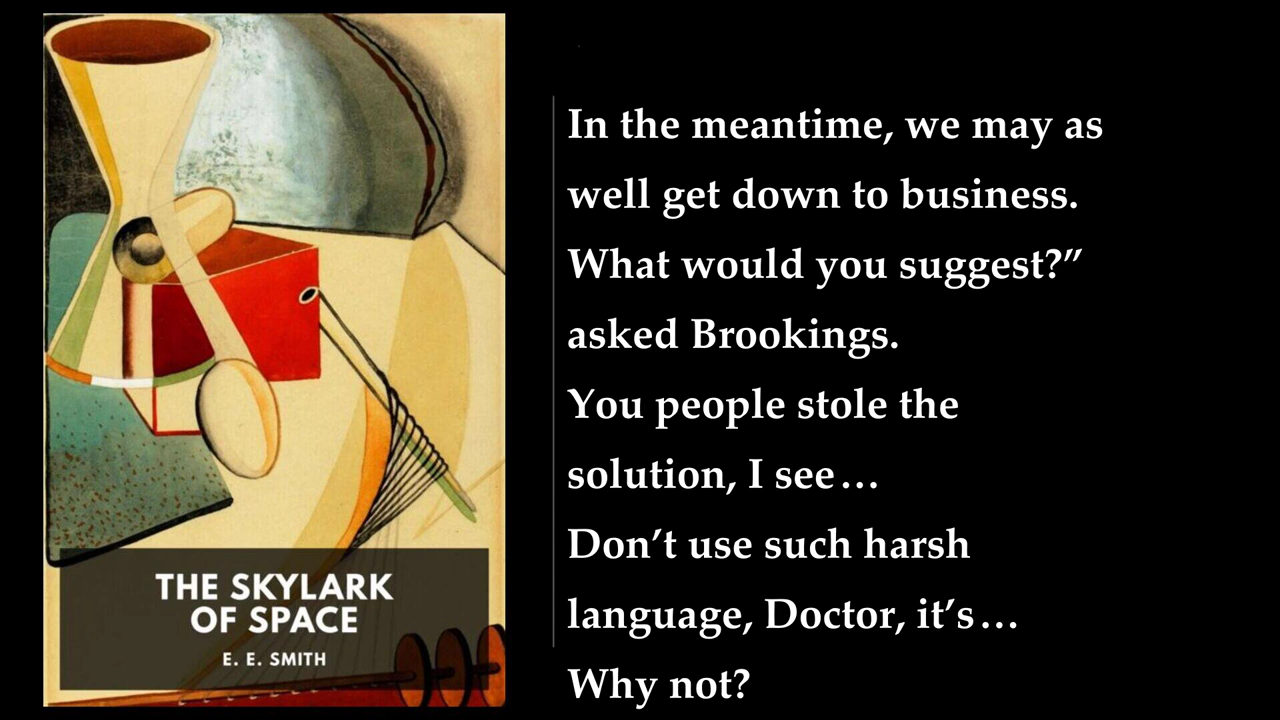 THE SKYLARK
OF SPACE
E. E. SMITH
In the meantime, we may as
well get down to business.
What would you suggest?”
asked Brookings.
You people stole the
solution, I see…
Don’t use such harsh
language, Doctor, it’s…
Why not?